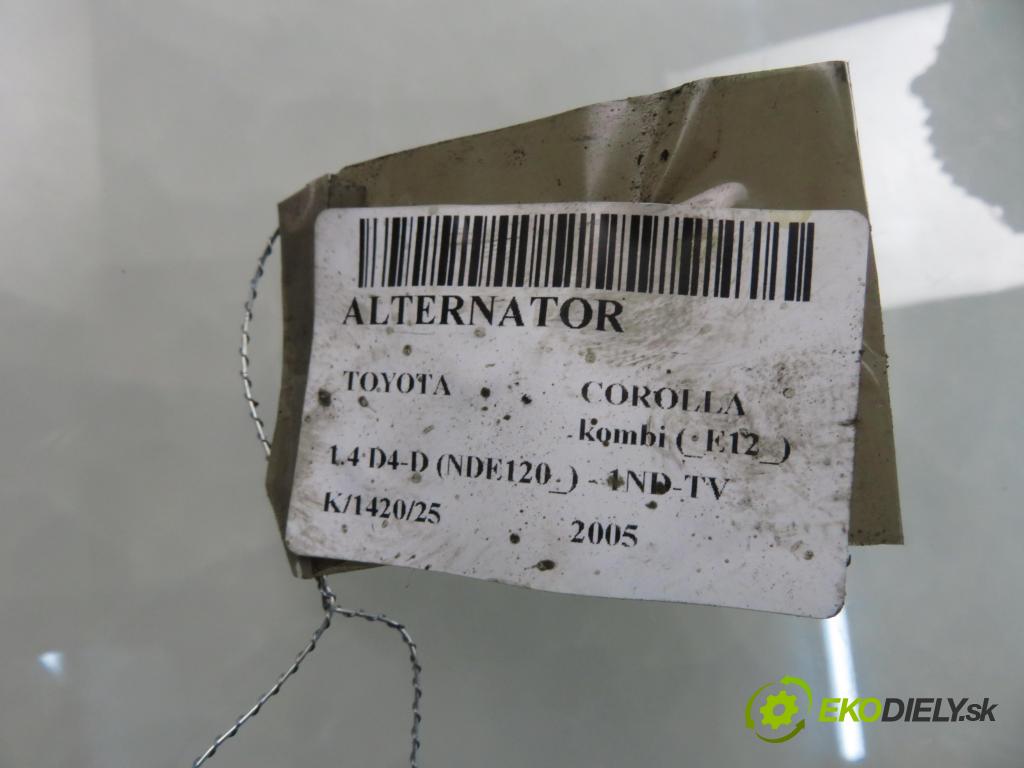 ALTERNATOR
TOYOTA COROLLA
kombi (_E12_)
1.4 D4-D (NDE120_) - 1ND-TV
K/1420/25 2005
EKODIELY.sk